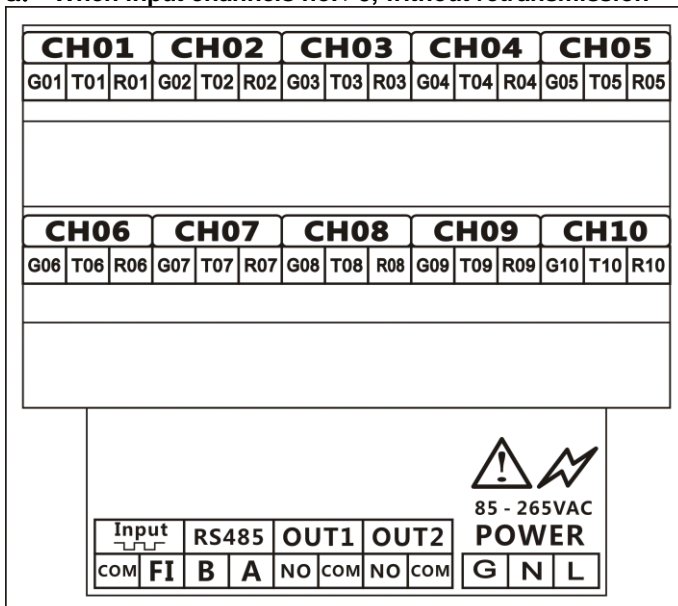 CH01 CH02 CH03 CH04 CH05
G01 T01 R01 G02 T02 R02 G03 T03 R03 G04 T04 R04 G05 T05 R05
CH06 CH07 CH08 CH09 CH10
G06 T06 R06 G07 T07 R07 G08 T08 R08 G09 T09 R09 G10 T10 R10
85 - 265VAC
Input RS485 OUT1 OUT2 POWER
COM FI B A NO COM NO COM G N L